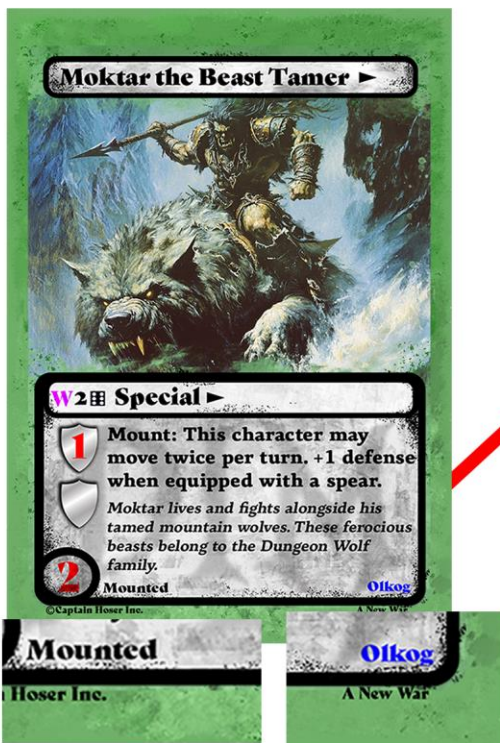 Moktar the Beast Tamer ►
W2⊞ Special ►
1
Mount: This character may
move twice per turn. +1 defense
when equipped with a spear.
Moktar lives and fights alongside his
tamed mountain wolves. These ferocious
beasts belong to the Dungeon Wolf
family.
2
Mounted Olkog
©Captain Hoser Inc. A New War
Mounted
Hoser Inc.
Olkog
A New War